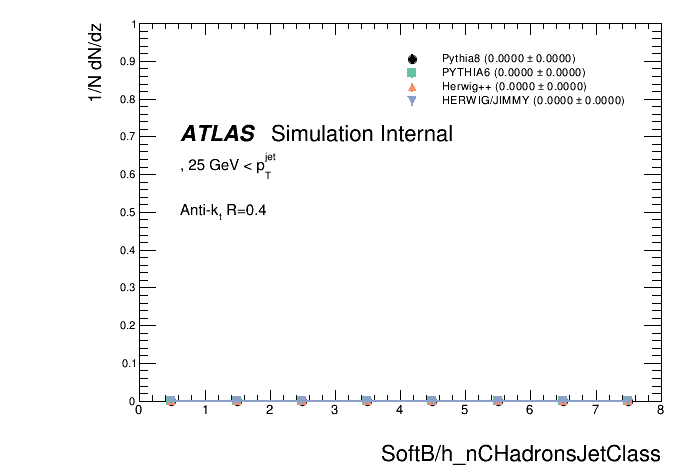 1/N dN/dz
Pythia8 (0.0000 ± 0.0000)
PYTHIA6 (0.0000 ± 0.0000)
Herwig++ (0.0000 ± 0.0000)
HERWIG/JIMMY (0.0000 ± 0.0000)
ATLAS Simulation Internal
, 25 GeV < p_T^jet
Anti-k_t R=0.4
1
0.9
0.8
0.7
0.6
0.5
0.4
0.3
0.2
0.1
0
0 1 2 3 4 5 6 7 8
SoftB/h_nCHadronsJetClass